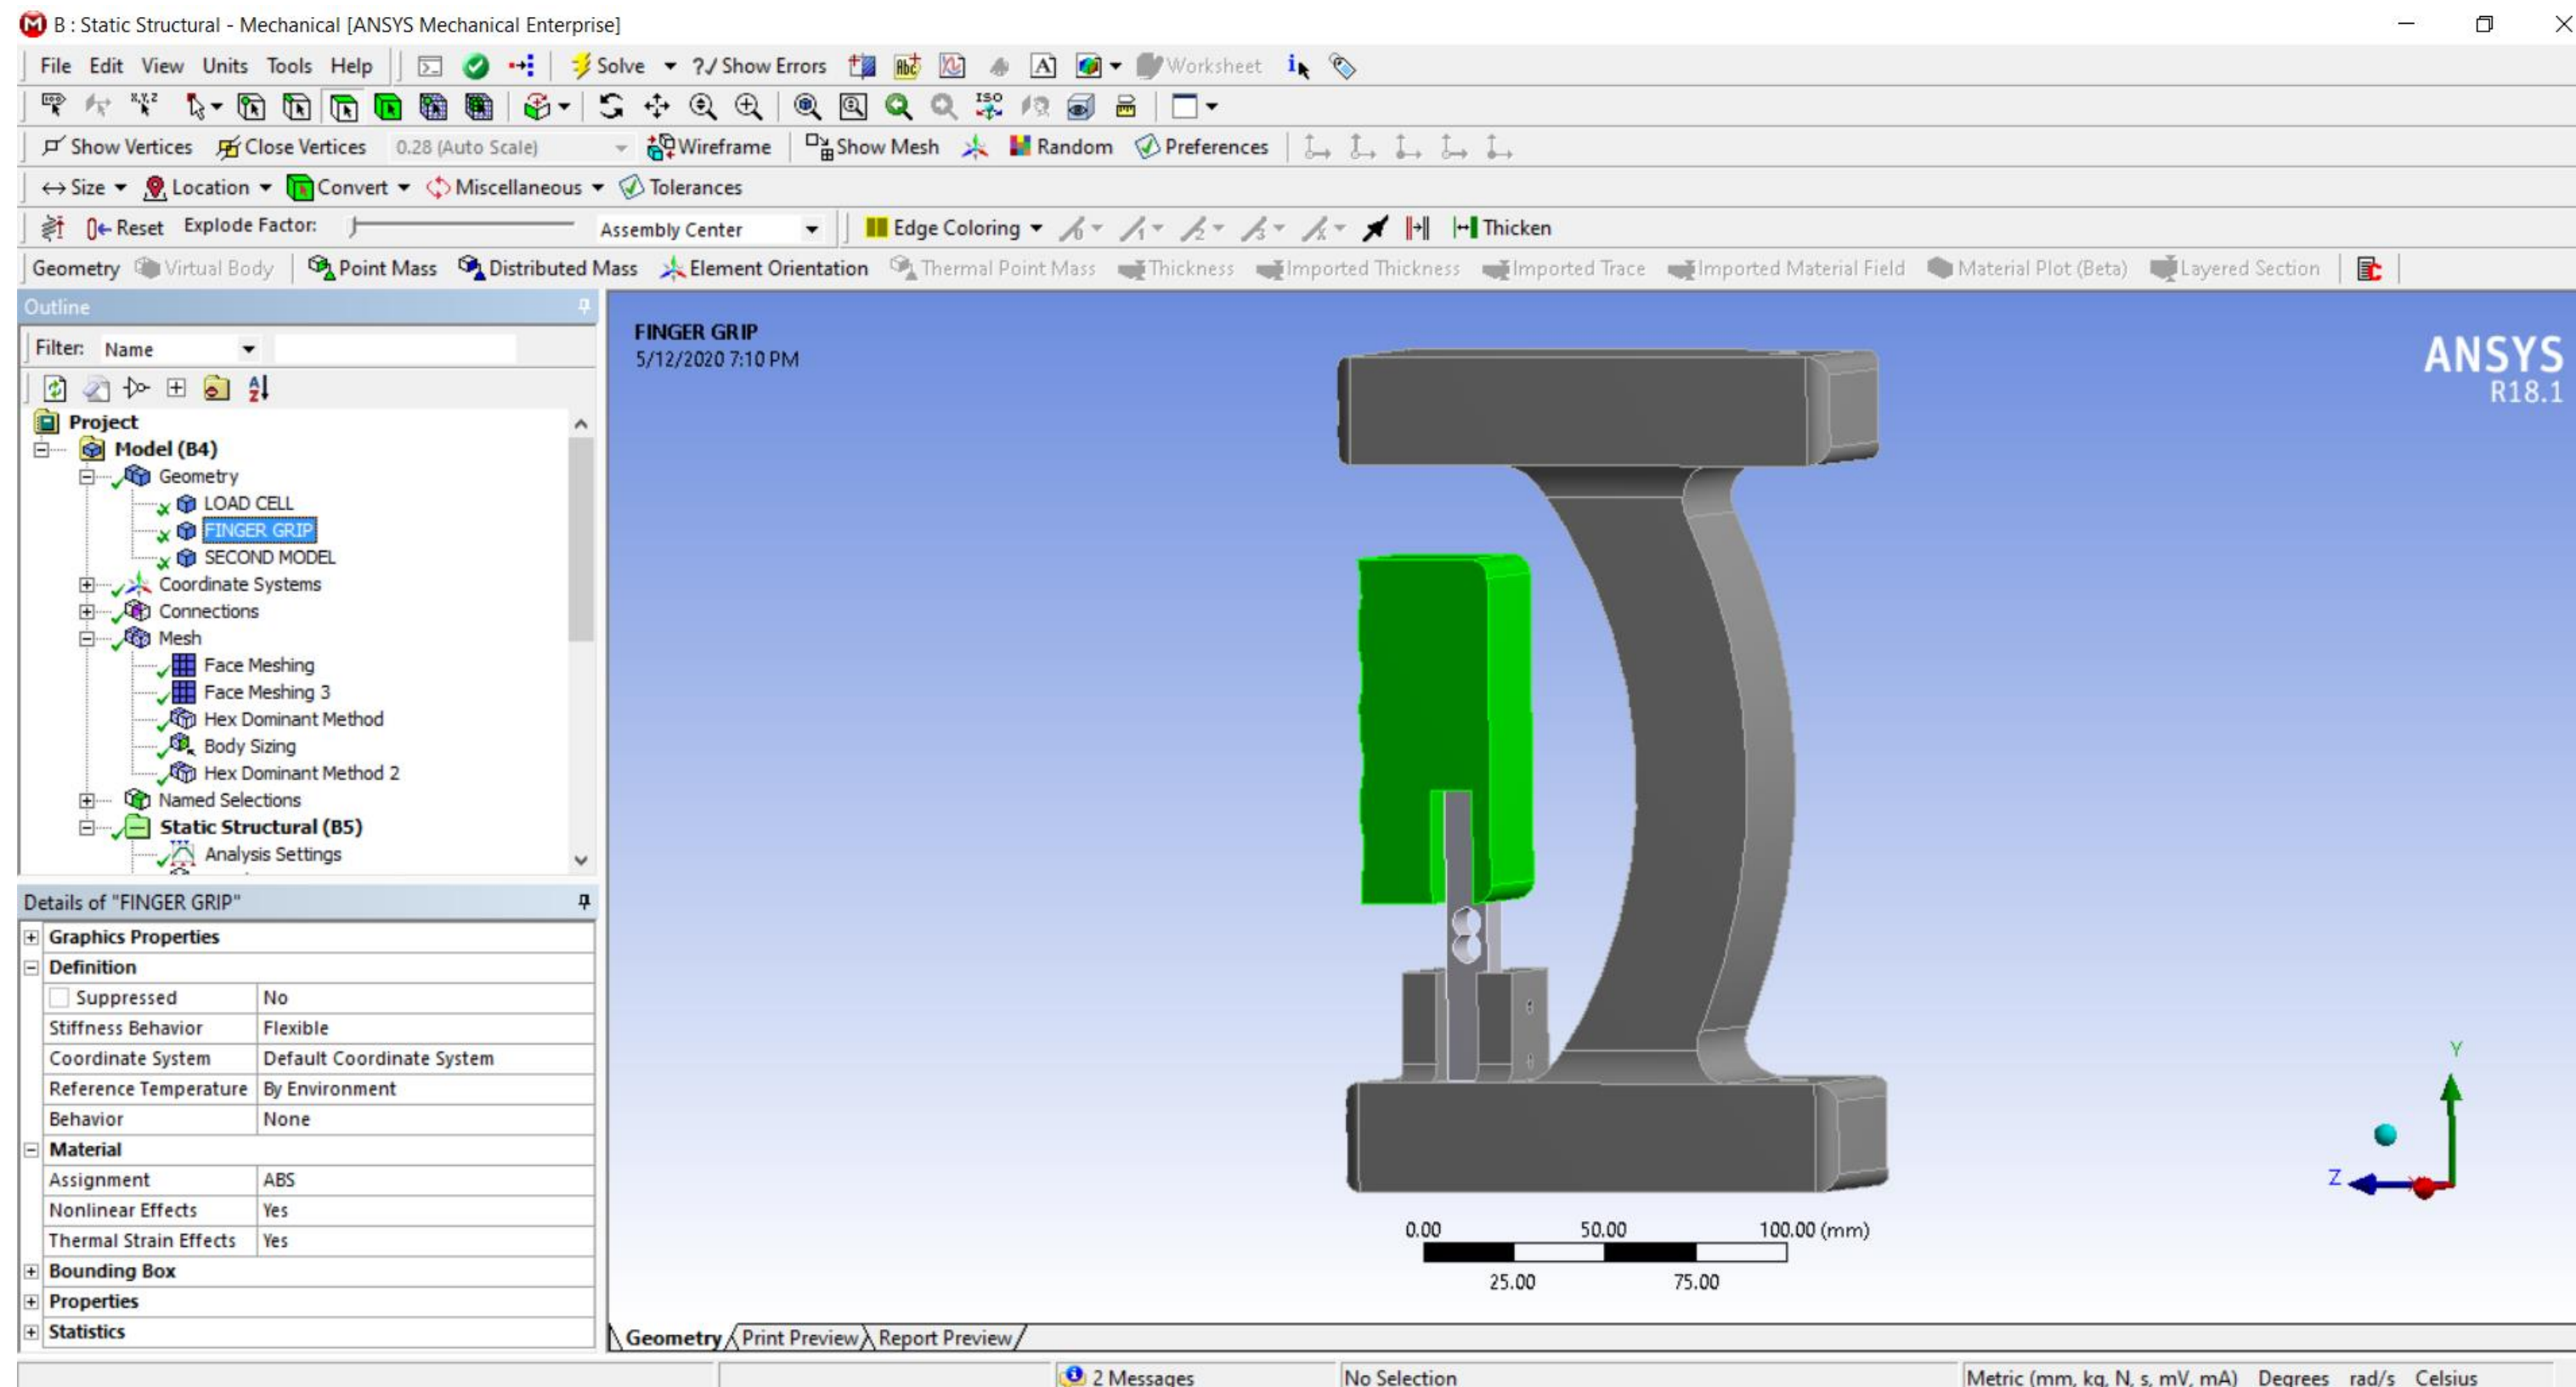 B : Static Structural - Mechanical [ANSYS Mechanical Enterprise]
File Edit View Units Tools Help Solve ?✓ Show Errors Worksheet
Show Vertices Close Vertices 0.28 (Auto Scale) Wireframe Show Mesh Random Preferences
Size Location Convert Miscellaneous Tolerances
Reset Explode Factor: Assembly Center Edge Coloring Thicken
Geometry Virtual Body Point Mass Distributed Mass Element Orientation Thermal Point Mass Thickness Imported Thickness Imported Trace Imported Material Field Material Plot (Beta) Layered Section
Outline
Filter: Name
Project
Model (B4)
Geometry
LOAD CELL
FINGER GRIP
SECOND MODEL
Coordinate Systems
Connections
Mesh
Face Meshing
Face Meshing 3
Hex Dominant Method
Body Sizing
Hex Dominant Method 2
Named Selections
Static Structural (B5)
Analysis Settings
Details of "FINGER GRIP"
Graphics Properties
Definition
Suppressed No
Stiffness Behavior Flexible
Coordinate System Default Coordinate System
Reference Temperature By Environment
Behavior None
Material
Assignment ABS
Nonlinear Effects Yes
Thermal Strain Effects Yes
Bounding Box
Properties
Statistics
FINGER GRIP
5/12/2020 7:10 PM
ANSYS
R18.1
Y
Z
0.00 50.00 100.00 (mm)
25.00 75.00
Geometry Print Preview Report Preview
2 Messages No Selection Metric (mm, kg, N, s, mV, mA) Degrees rad/s Celsius